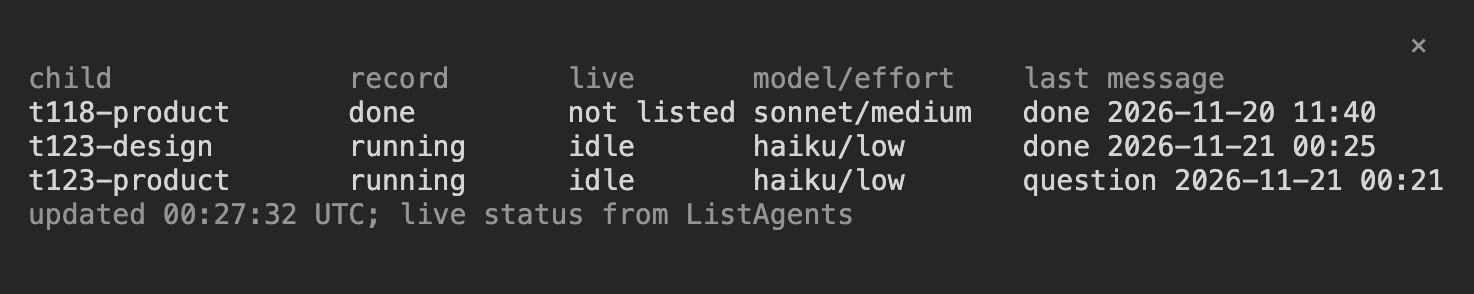 ×
child record live model/effort last message
t118-product done not listed sonnet/medium done 2026-11-20 11:40
t123-design running idle haiku/low done 2026-11-21 00:25
t123-product running idle haiku/low question 2026-11-21 00:21
updated 00:27:32 UTC; live status from ListAgents